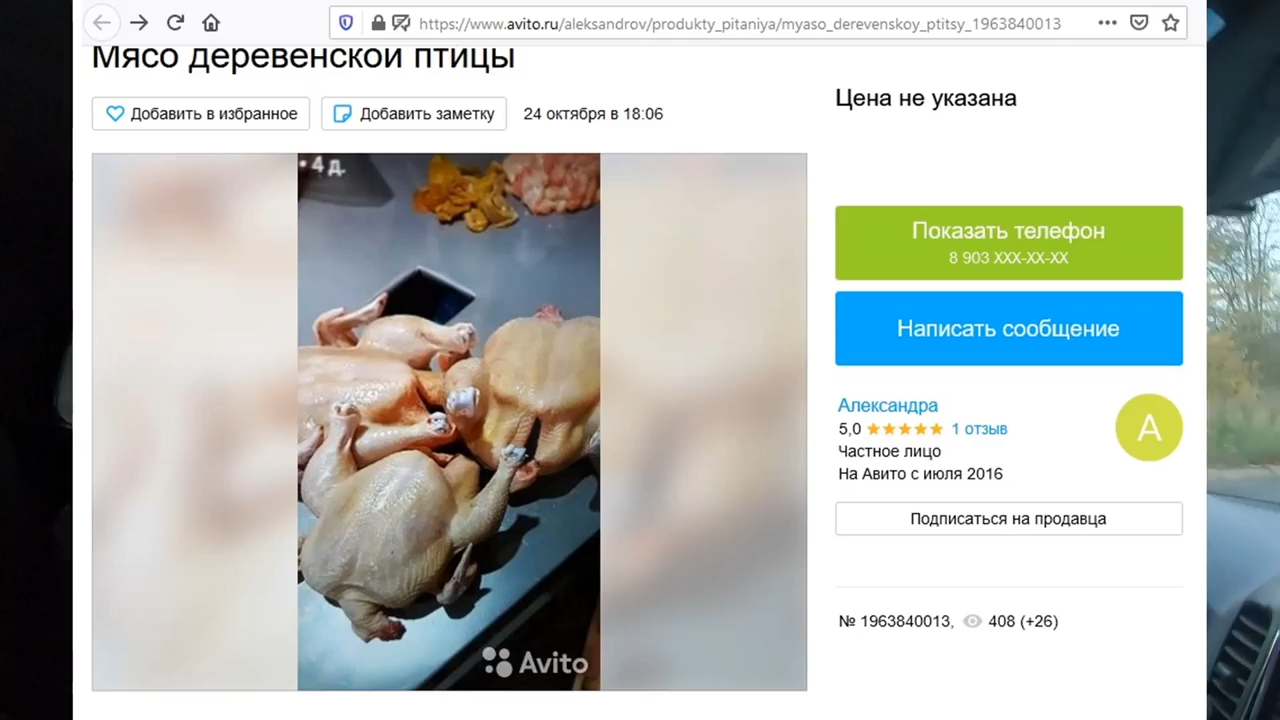 https://www.avito.ru/aleksandrov/produkty_pitaniya/myaso_derevenskoy_ptitsy_1963840013
Мясо деревенской птицы
Добавить в избранное
Добавить заметку
24 октября в 18:06
• 4 д.
Avito
Цена не указана
Показать телефон
8 903 XXX-XX-XX
Написать сообщение
Александра
А
5,0 1 отзыв
Частное лицо
На Авито с июля 2016
Подписаться на продавца
№ 1963840013, 408 (+26)